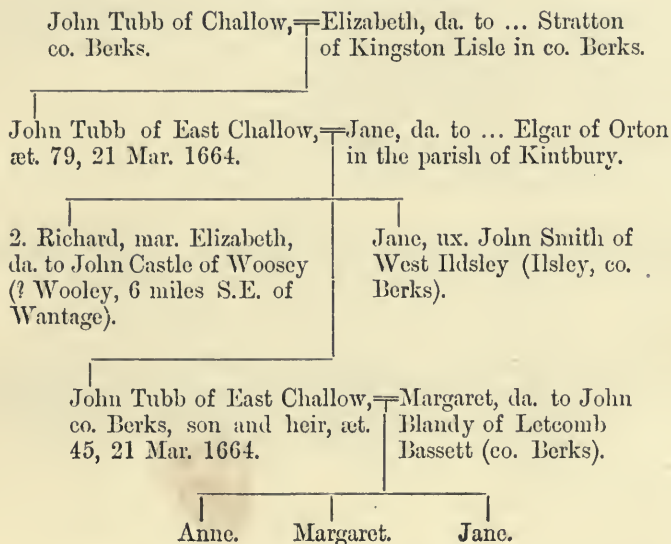 John Tubb of Challow,
co. Berks.
Elizabeth, da. to ... Stratton
of Kingston Lisle in co. Berks.
John Tubb of East Challow,
æt. 79, 21 Mar. 1664.
Jane, da. to ... Elgar of Orton
in the parish of Kintbury.
2. Richard, mar. Elizabeth,
da. to John Castle of Woosey
(? Wooley, 6 miles S.E. of
Wantage).
Jane, ux. John Smith of
West Ildsley (Ilsley, co.
Berks).
John Tubb of East Challow,
co. Berks, son and heir, æt.
45, 21 Mar. 1664.
Margaret, da. to John
Blandy of Letcomb
Bassett (co. Berks).
Anne.
Margaret.
Jane.